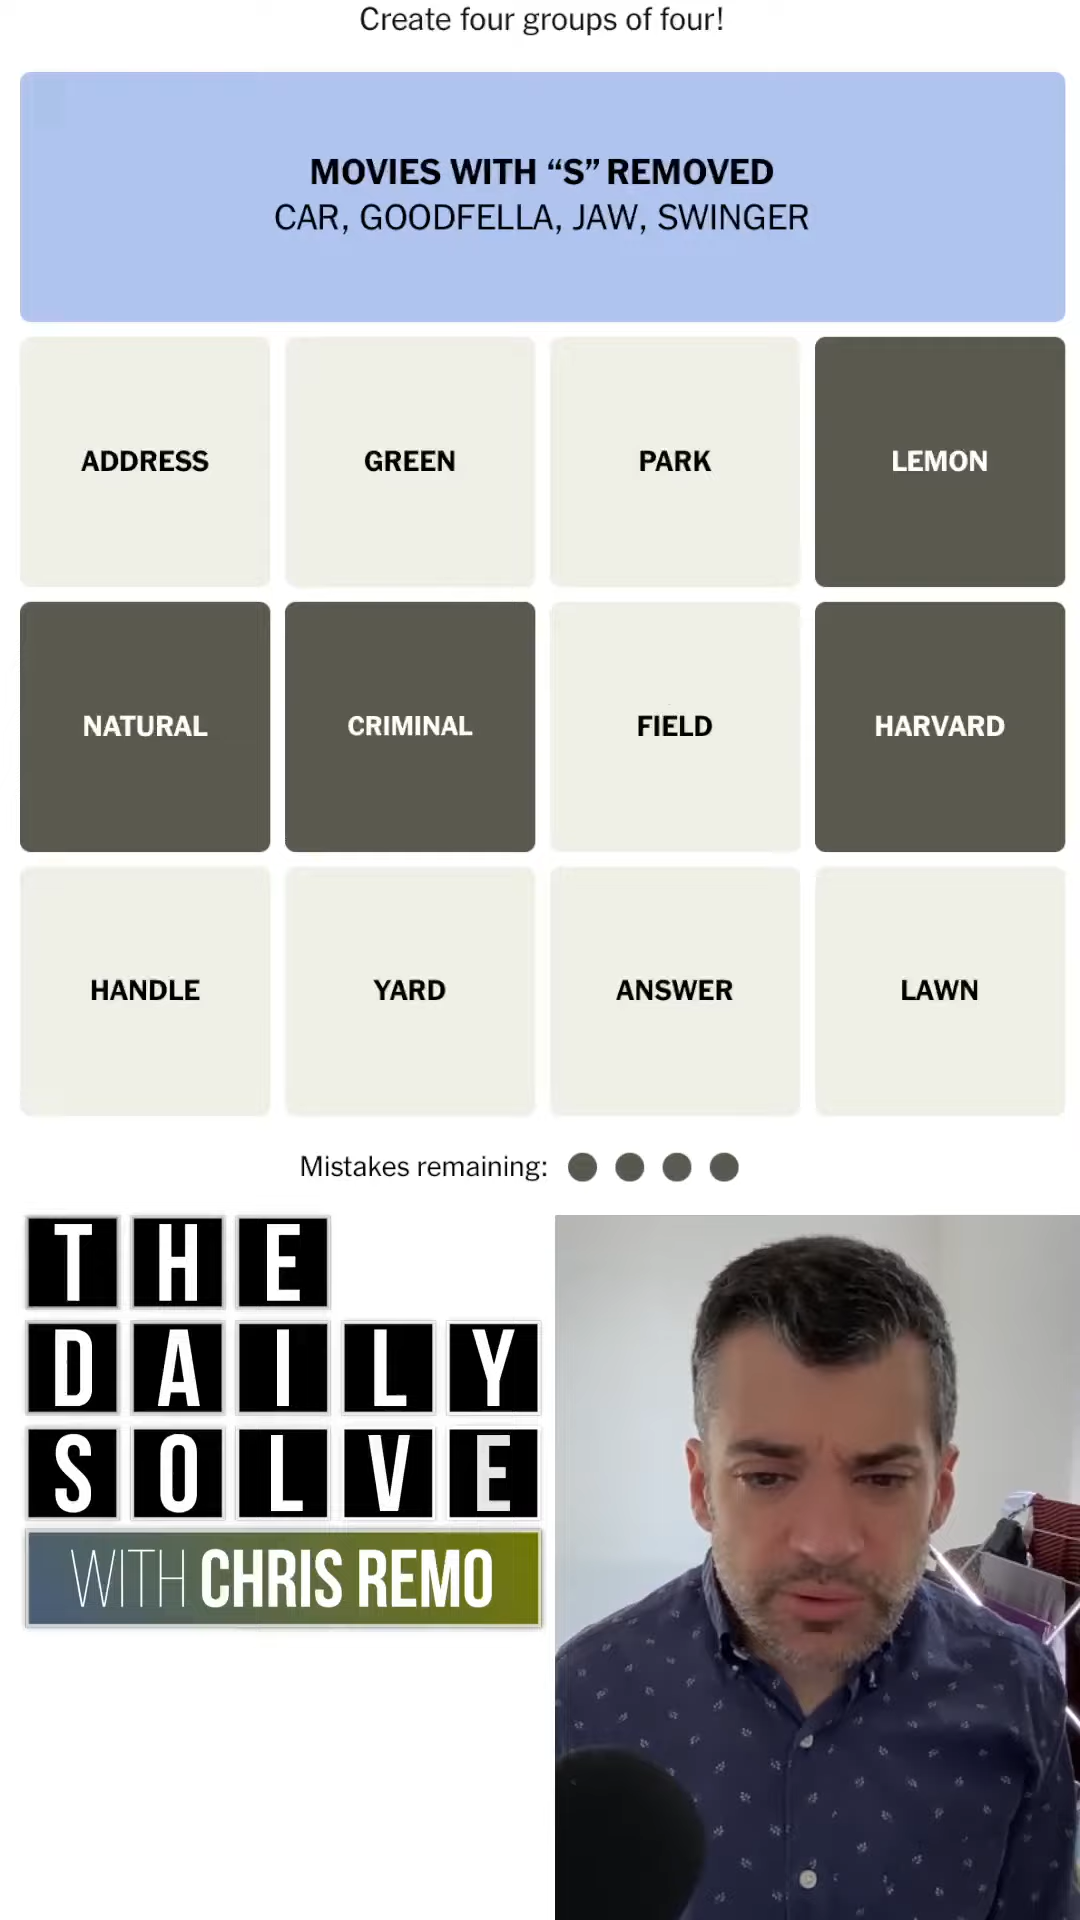 Create four groups of four!
MOVIES WITH “S” REMOVED
CAR, GOODFELLA, JAW, SWINGER
ADDRESS GREEN PARK LEMON
NATURAL CRIMINAL FIELD HARVARD
HANDLE YARD ANSWER LAWN
Mistakes remaining:
THE
DAILY
SOLVE
WITH CHRIS REMO